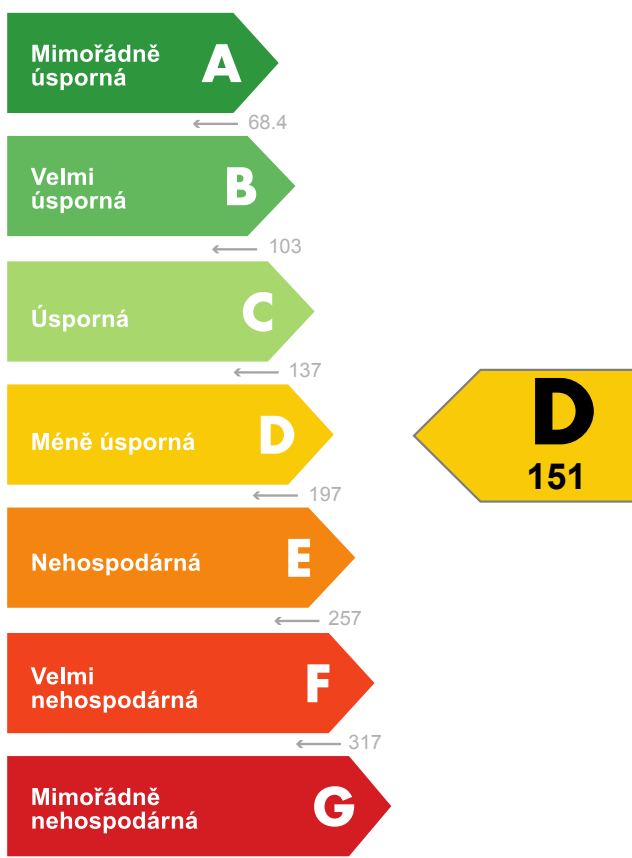 Mimořádně
úsporná
A
68.4
Velmi
úsporná
B
103
Úsporná
C
137
Méně úsporná
D
197
D
151
Nehospodárná
E
257
Velmi
nehospodárná
F
317
Mimořádně
nehospodárná
G